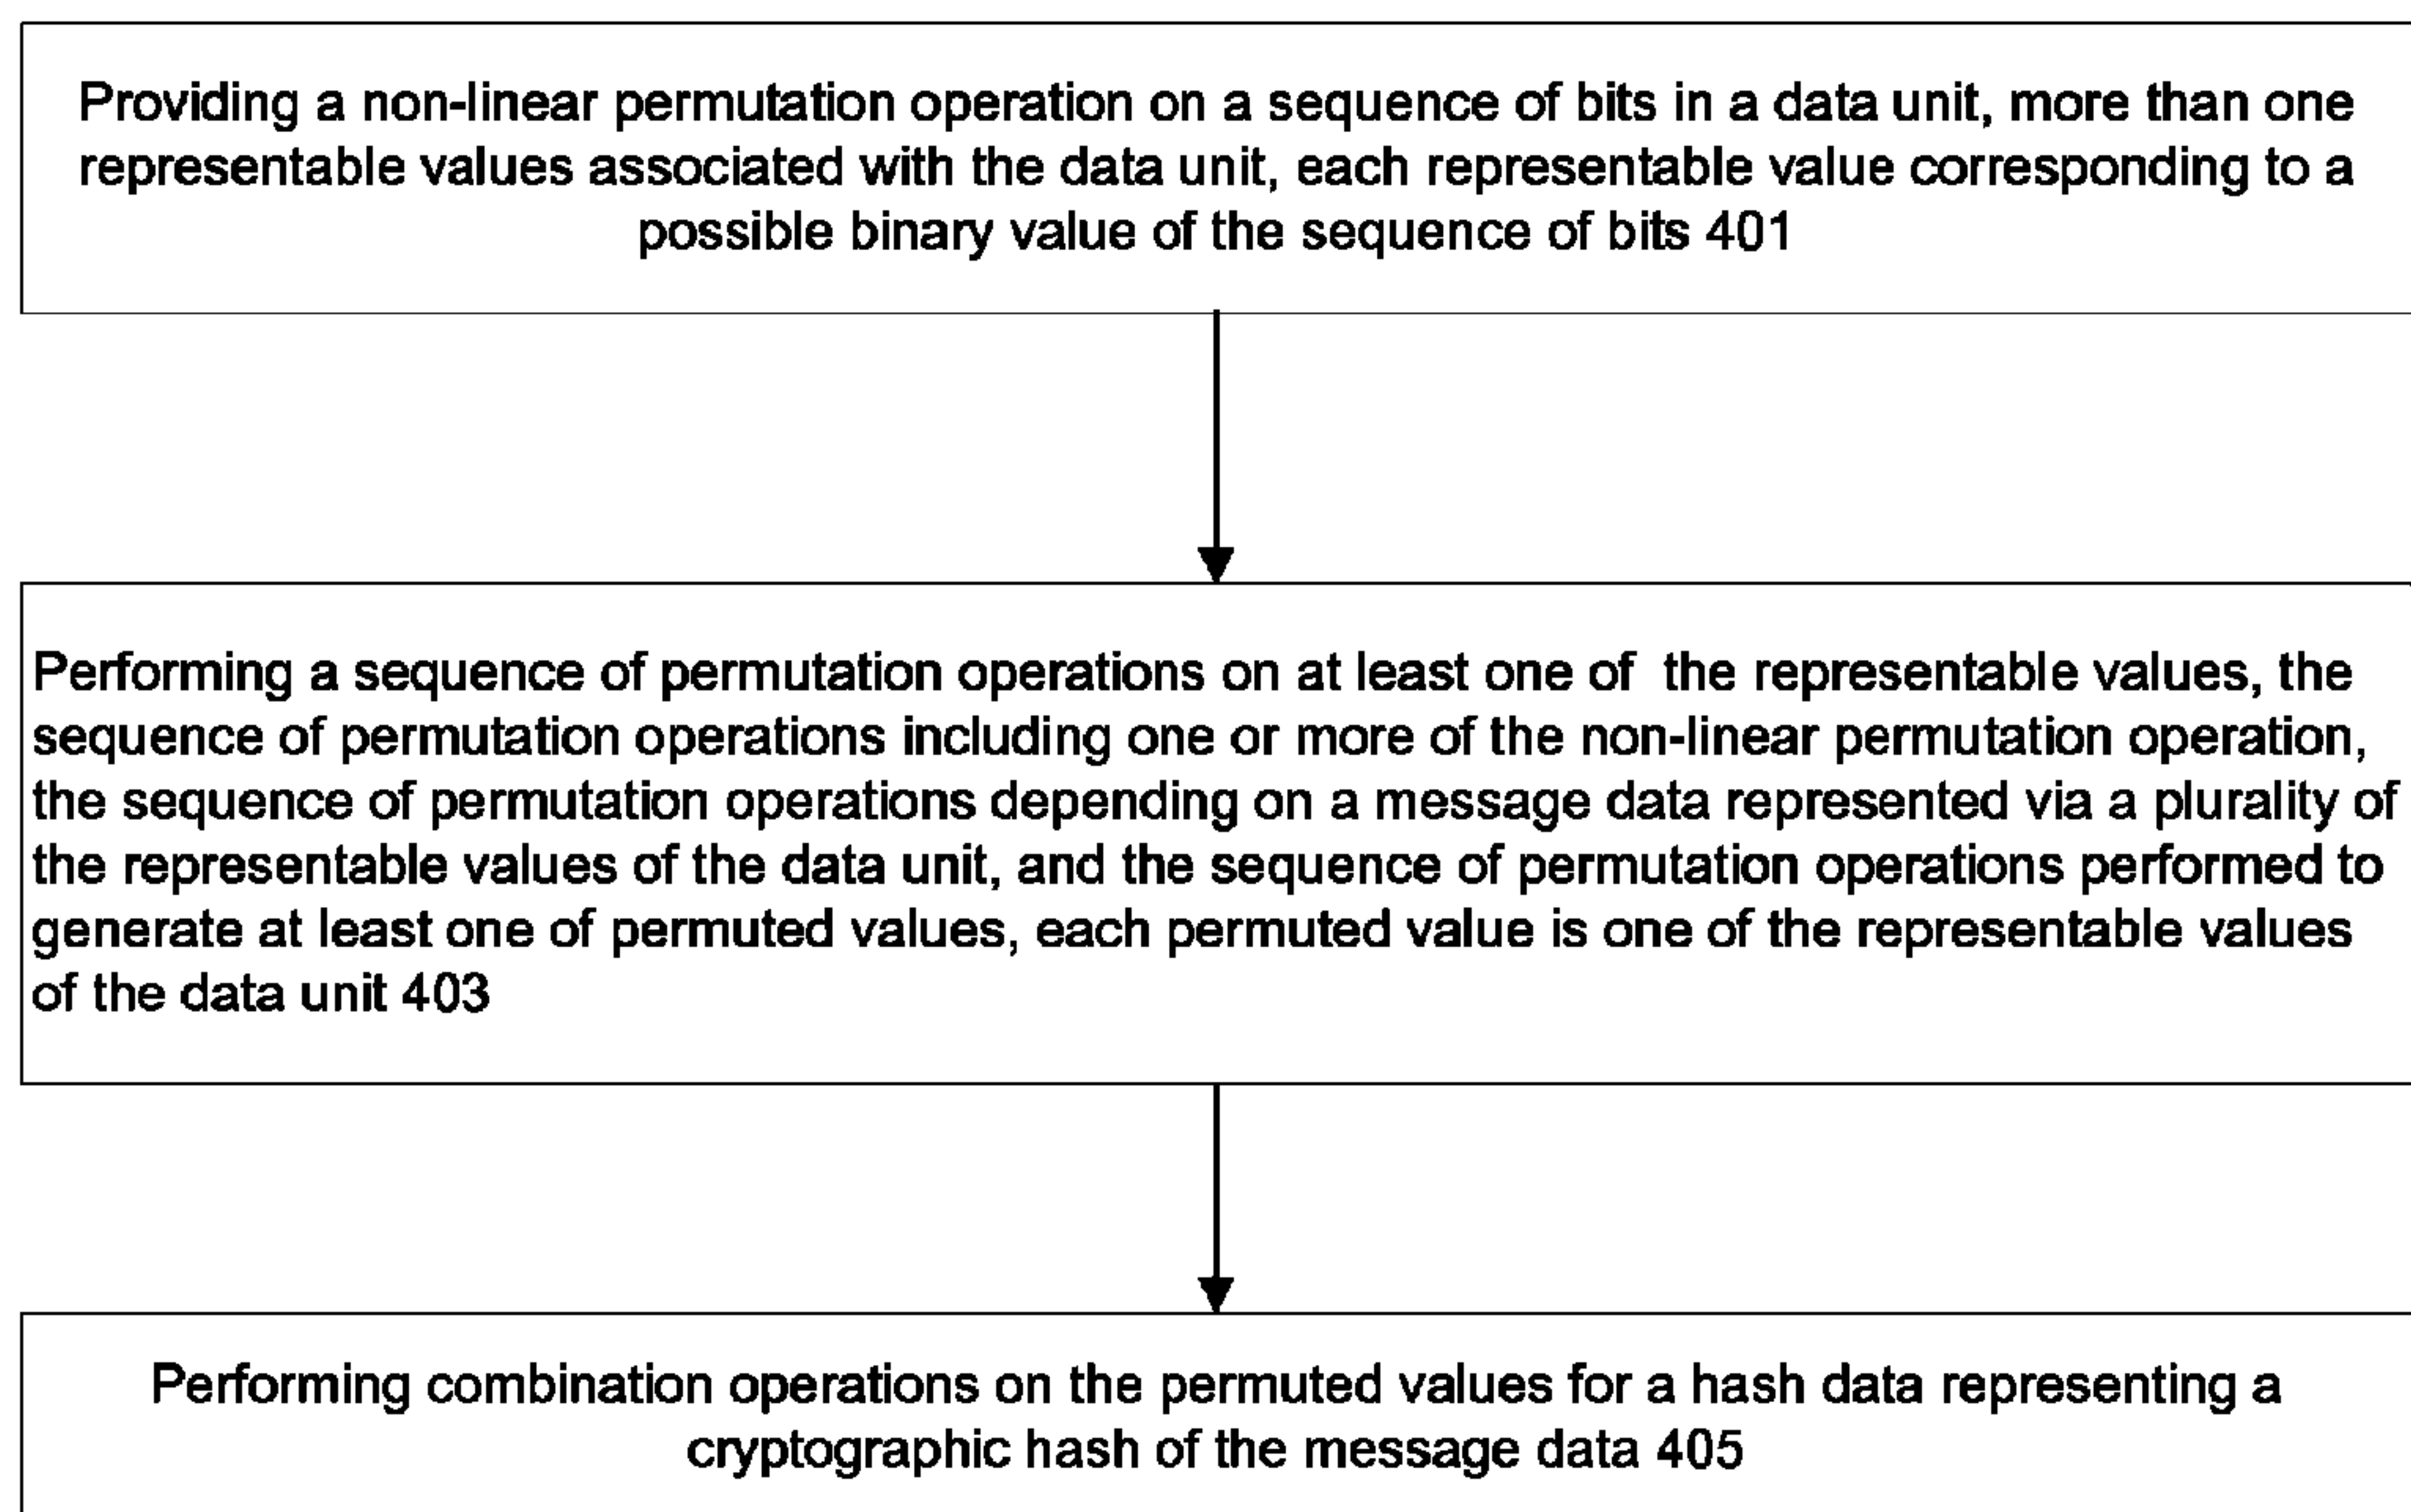 Providing a non-linear permutation operation on a sequence of bits in a data unit, more than one
representable values associated with the data unit, each representable value corresponding to a
possible binary value of the sequence of bits 401
Performing a sequence of permutation operations on at least one of the representable values, the
sequence of permutation operations including one or more of the non-linear permutation operation,
the sequence of permutation operations depending on a message data represented via a plurality of
the representable values of the data unit, and the sequence of permutation operations performed to
generate at least one of permuted values, each permuted value is one of the representable values
of the data unit 403
Performing combination operations on the permuted values for a hash data representing a
cryptographic hash of the message data 405